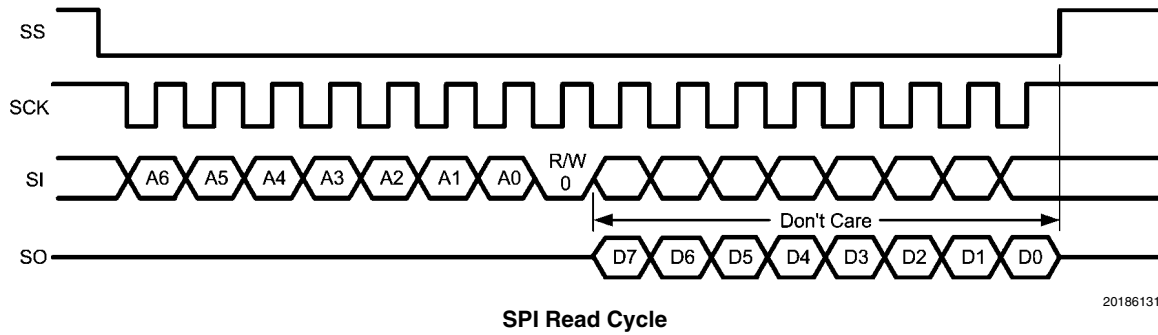 SS
SCK
SI A6 A5 A4 A3 A2 A1 A0 R/W 0
Don't Care
SO D7 D6 D5 D4 D3 D2 D1 D0
20186131
SPI Read Cycle